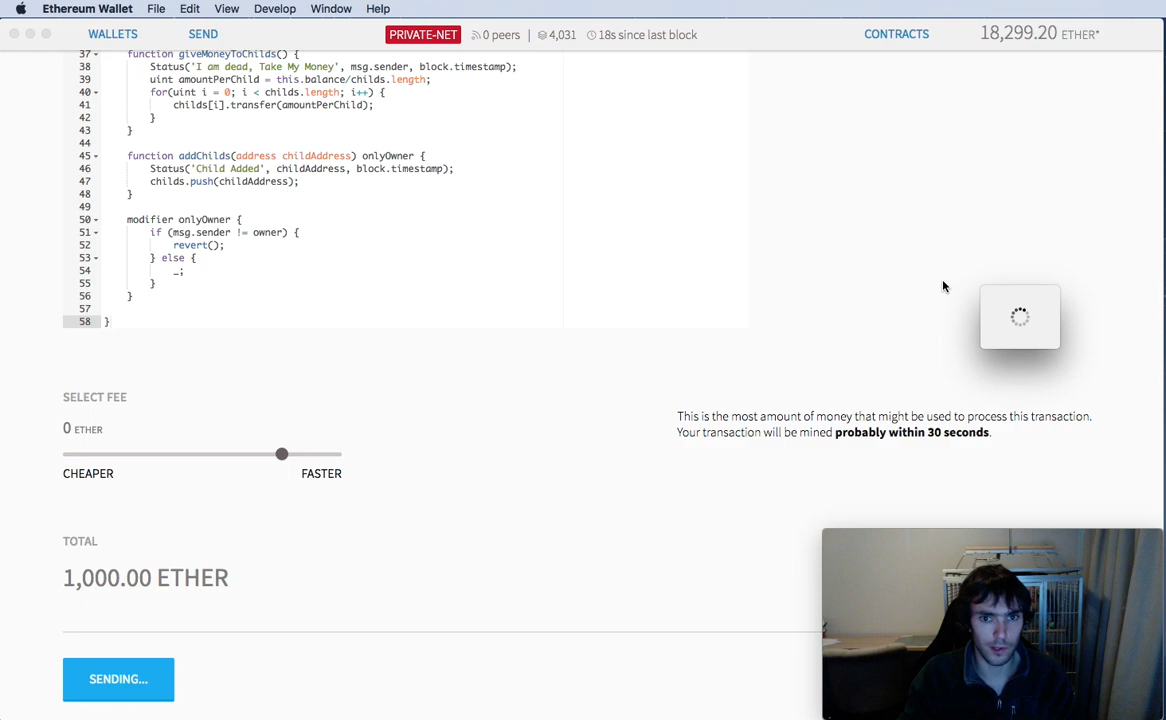 Ethereum Wallet File Edit View Develop Window Help
WALLETS SEND PRIVATE-NET 0 peers | 4,031 18s since last block CONTRACTS 18,299.20 ETHER*
37 function giveMoneyToChilds() {
38 Status('I am dead, Take My Money', msg.sender, block.timestamp);
39 uint amountPerChild = this.balance/childs.length;
40 for(uint i = 0; i < childs.length; i++) {
41 childs[i].transfer(amountPerChild);
42 }
43 }
44
45 function addChilds(address childAddress) onlyOwner {
46 Status('Child Added', childAddress, block.timestamp);
47 childs.push(childAddress);
48 }
49
50 modifier onlyOwner {
51 if (msg.sender != owner) {
52 revert();
53 } else {
54 _;
55 }
56 }
57
58 }
SELECT FEE
0 ETHER
CHEAPER FASTER
This is the most amount of money that might be used to process this transaction.
Your transaction will be mined probably within 30 seconds.
TOTAL
1,000.00 ETHER
SENDING...